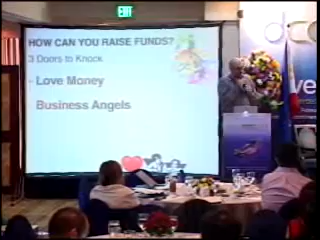 EXIT
HOW CAN YOU RAISE FUNDS?
3 Doors to Knock
- Love Money
Business Angels